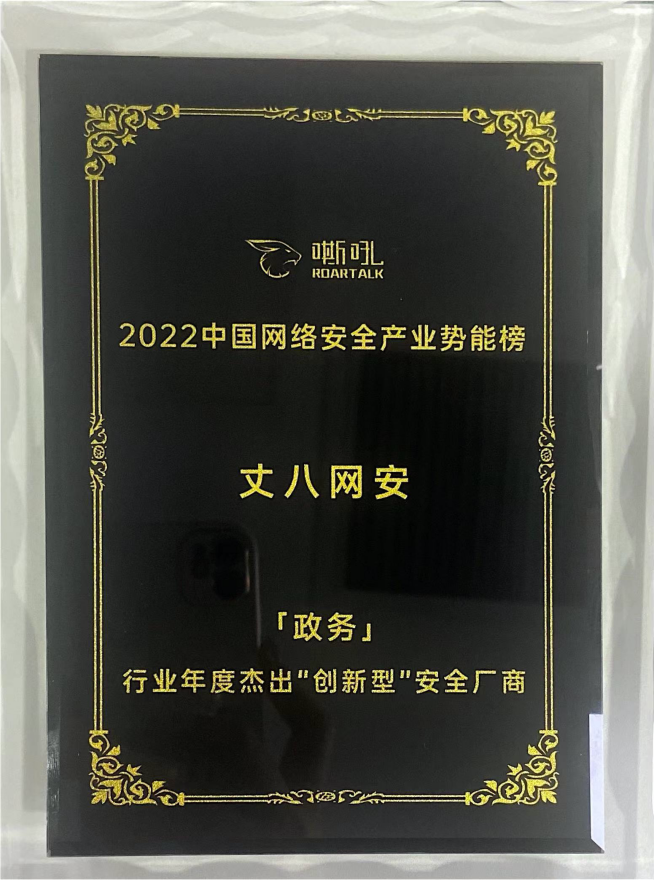 嘶吼
ROARTALK
2022中国网络安全产业势能榜
丈八网安
「政务」
行业年度杰出“创新型”安全厂商